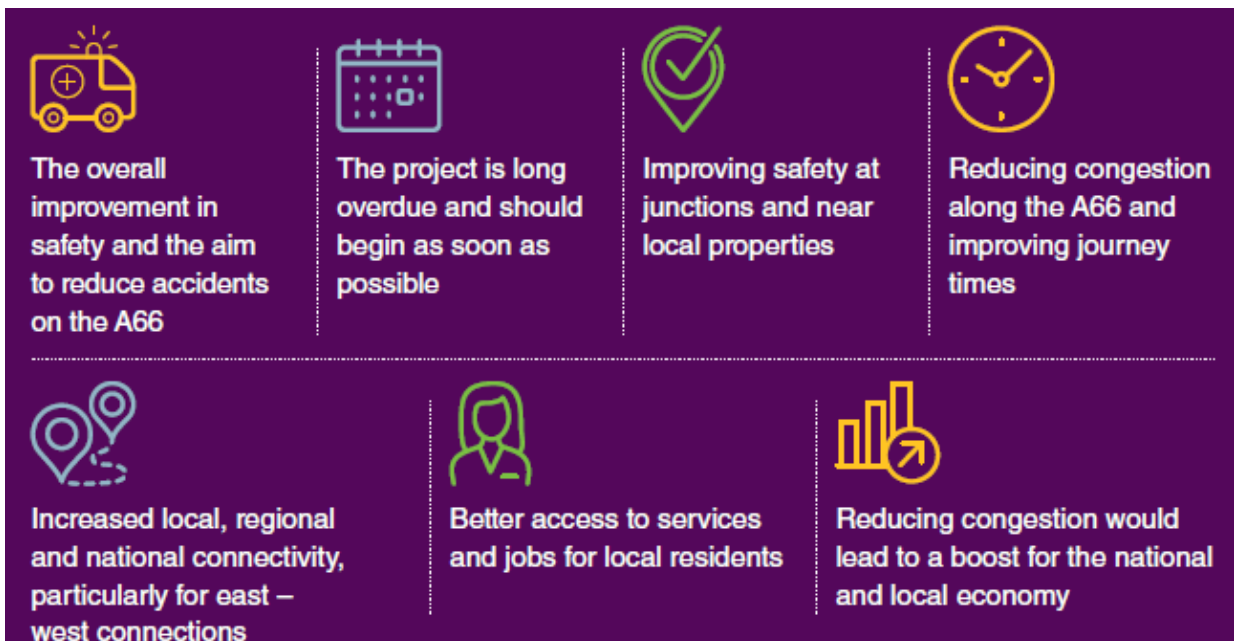 The overall
improvement in
safety and the aim
to reduce accidents
on the A66
The project is long
overdue and should
begin as soon as
possible
Improving safety at
junctions and near
local properties
Reducing congestion
along the A66 and
improving journey
times
Increased local, regional
and national connectivity,
particularly for east –
west connections
Better access to services
and jobs for local residents
Reducing congestion would
lead to a boost for the national
and local economy